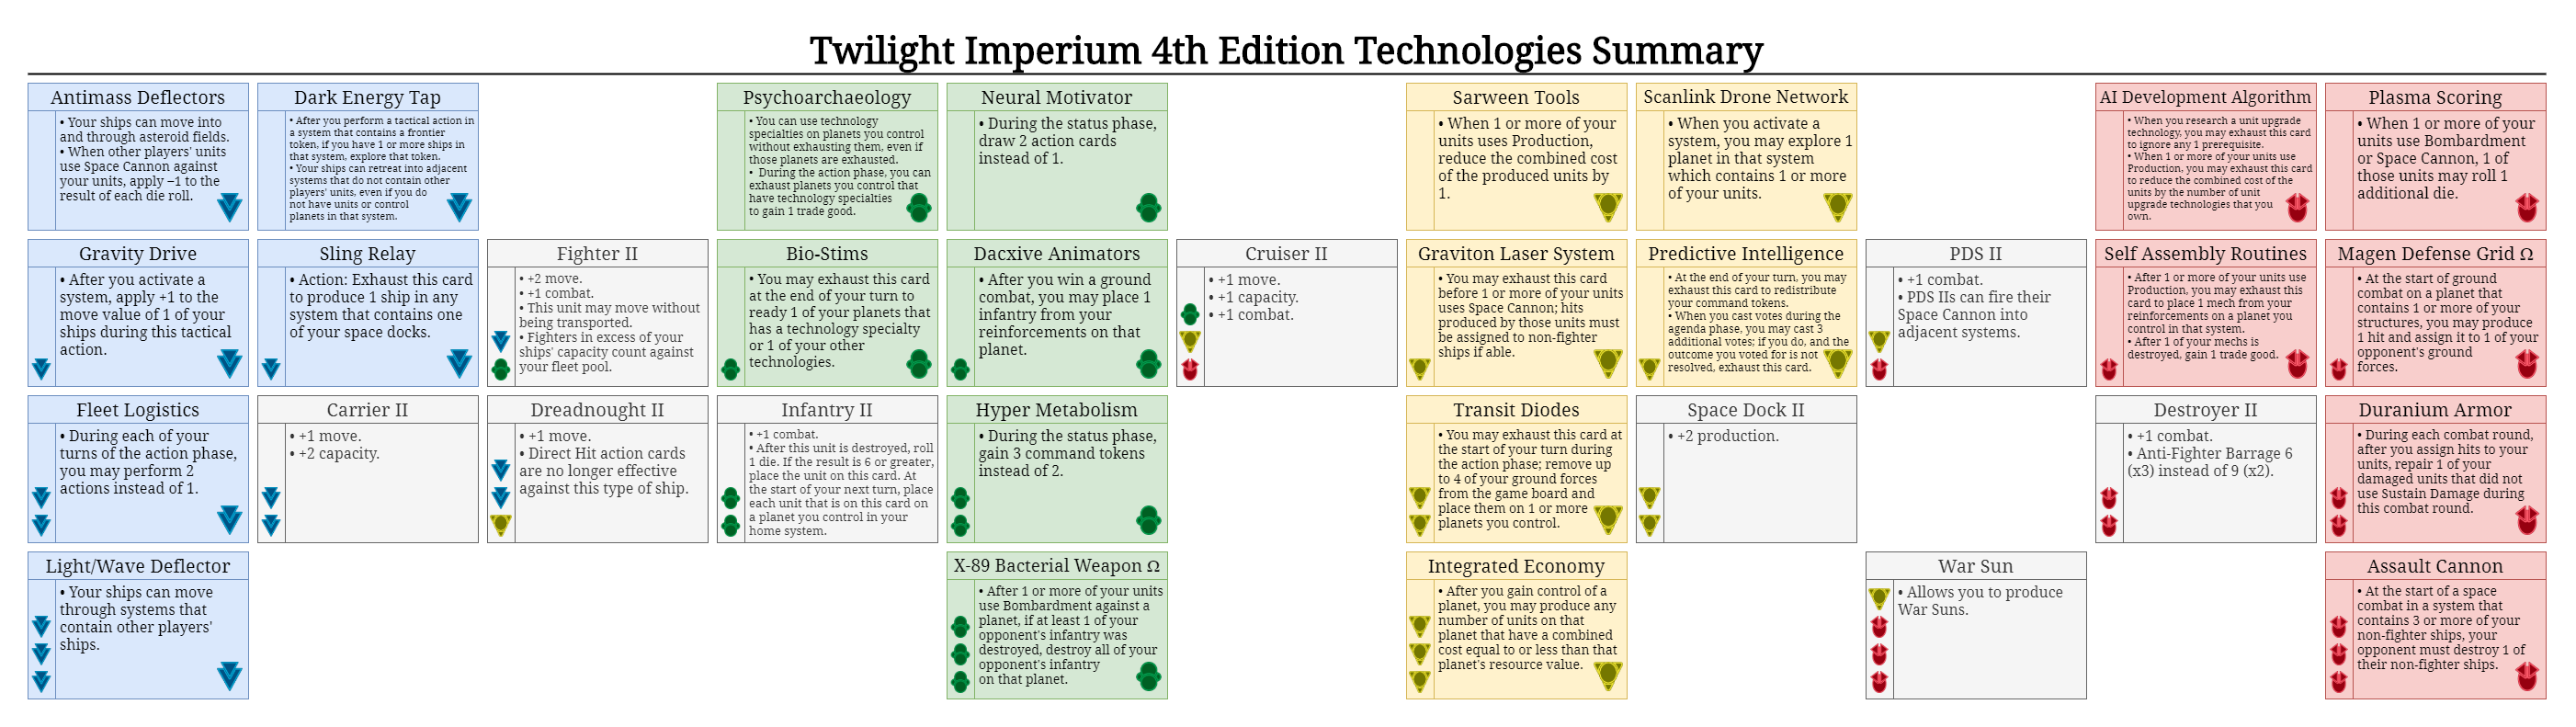 Twilight Imperium 4th Edition Technologies Summary
Antimass Deflectors
• Your ships can move into
and through asteroid fields.
• When other players' units
use Space Cannon against
your units, apply –1 to the
result of each die roll.
Dark Energy Tap
• After you perform a tactical action in
a system that contains a frontier
token, if you have 1 or more ships in
that system, explore that token.
• Your ships can retreat into adjacent
systems that do not contain other
players' units, even if you do
not have units or control
planets in that system.
Psychoarchaeology
• You can use technology
specialties on planets you control
without exhausting them, even if
those planets are exhausted.
• During the action phase, you can
exhaust planets you control that
have technology specialties
to gain 1 trade good.
Neural Motivator
• During the status phase,
draw 2 action cards
instead of 1.
Sarween Tools
• When 1 or more of your
units uses Production,
reduce the combined cost
of the produced units by
1.
Scanlink Drone Network
• When you activate a
system, you may explore 1
planet in that system
which contains 1 or more
of your units.
AI Development Algorithm
• When you research a unit upgrade
technology, you may exhaust this card
to ignore any 1 prerequisite.
• When 1 or more of your units use
Production, you may exhaust this card
to reduce the combined cost of the
units by the number of unit
upgrade technologies that you
own.
Plasma Scoring
• When 1 or more of your
units use Bombardment
or Space Cannon, 1 of
those units may roll 1
additional die.
Gravity Drive
• After you activate a
system, apply +1 to the
move value of 1 of your
ships during this tactical
action.
Sling Relay
• Action: Exhaust this card
to produce 1 ship in any
system that contains one
of your space docks.
Fighter II
• +2 move.
• +1 combat.
• This unit may move without
being transported.
• Fighters in excess of your
ships' capacity count against
your fleet pool.
Bio-Stims
• You may exhaust this card
at the end of your turn to
ready 1 of your planets that
has a technology specialty
or 1 of your other
technologies.
Dacxive Animators
• After you win a ground
combat, you may place 1
infantry from your
reinforcements on that
planet.
Cruiser II
• +1 move.
• +1 capacity.
• +1 combat.
Graviton Laser System
• You may exhaust this card
before 1 or more of your units
uses Space Cannon; hits
produced by those units must
be assigned to non-fighter
ships if able.
Predictive Intelligence
• At the end of your turn, you may
exhaust this card to redistribute
your command tokens.
• When you cast votes during the
agenda phase, you may cast 3
additional votes; if you do, and the
outcome you voted for is not
resolved, exhaust this card.
PDS II
• +1 combat.
• PDS IIs can fire their
Space Cannon into
adjacent systems.
Self Assembly Routines
• After 1 or more of your units use
Production, you may exhaust this
card to place 1 mech from your
reinforcements on a planet you
control in that system.
• After 1 of your mechs is
destroyed, gain 1 trade good.
Magen Defense Grid Ω
• At the start of ground
combat on a planet that
contains 1 or more of your
structures, you may produce
1 hit and assign it to 1 of your
opponent's ground
forces.
Fleet Logistics
• During each of your
turns of the action phase,
you may perform 2
actions instead of 1.
Carrier II
• +1 move.
• +2 capacity.
Dreadnought II
• +1 move.
• Direct Hit action cards
are no longer effective
against this type of ship.
Infantry II
• +1 combat.
• After this unit is destroyed, roll
1 die. If the result is 6 or greater,
place the unit on this card. At
the start of your next turn, place
each unit that is on this card on
a planet you control in your
home system.
Hyper Metabolism
• During the status phase,
gain 3 command tokens
instead of 2.
Transit Diodes
• You may exhaust this card at
the start of your turn during
the action phase; remove up
to 4 of your ground forces
from the game board and
place them on 1 or more
planets you control.
Space Dock II
• +2 production.
Destroyer II
• +1 combat.
• Anti-Fighter Barrage 6
(x3) instead of 9 (x2).
Duranium Armor
• During each combat round,
after you assign hits to your
units, repair 1 of your
damaged units that did not
use Sustain Damage during
this combat round.
Light/Wave Deflector
• Your ships can move
through systems that
contain other players'
ships.
X-89 Bacterial Weapon Ω
• After 1 or more of your units
use Bombardment against a
planet, if at least 1 of your
opponent's infantry was
destroyed, destroy all of your
opponent's infantry
on that planet.
Integrated Economy
• After you gain control of a
planet, you may produce any
number of units on that
planet that have a combined
cost equal to or less than that
planet's resource value.
War Sun
• Allows you to produce
War Suns.
Assault Cannon
• At the start of a space
combat in a system that
contains 3 or more of your
non-fighter ships, your
opponent must destroy 1 of
their non-fighter ships.